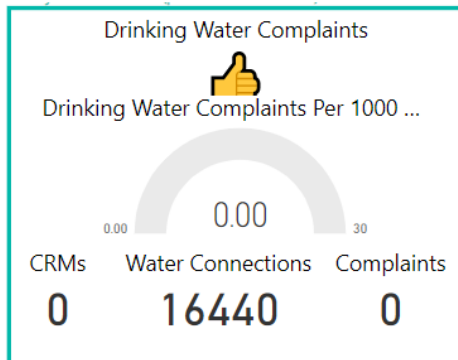 Drinking Water Complaints
Drinking Water Complaints Per 1000 ...
0.00
0.00 30
CRMs Water Connections Complaints
0 16440 0